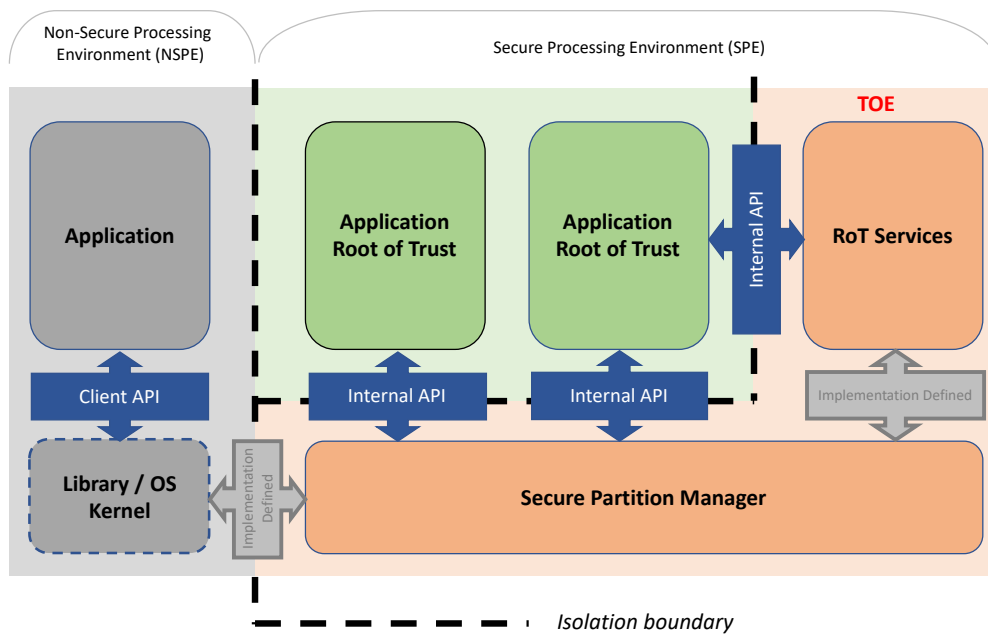 Non-Secure Processing
Environment (NSPE)
Secure Processing Environment (SPE)
TOE
Application
Application
Root of Trust
Application
Root of Trust
Internal API
RoT Services
Client API
Internal API
Internal API
Implementation Defined
Library / OS
Kernel
Implementation
Defined
Secure Partition Manager
Isolation boundary